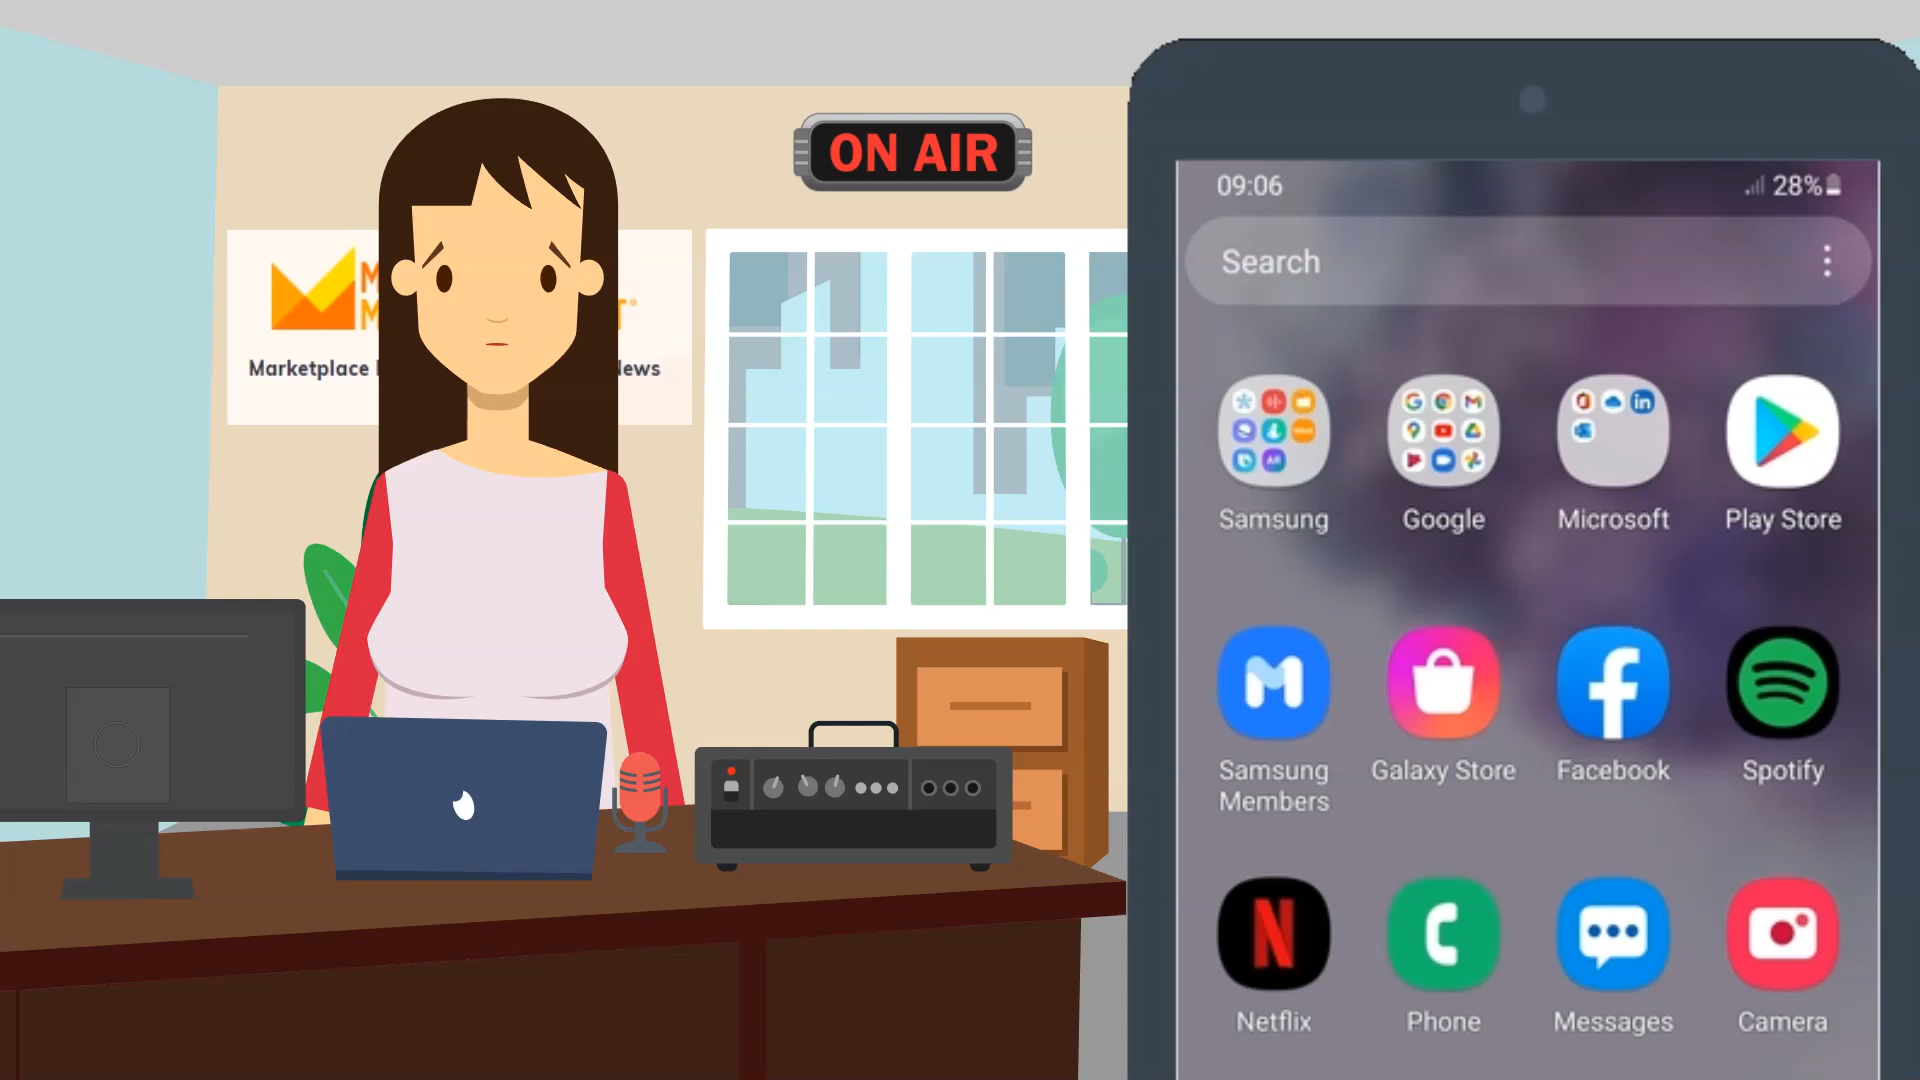 ON AIR
M
M
T
Marketplace
News
09:06
28%
Search
Samsung
Google
Microsoft
Play Store
Samsung
Members
Galaxy Store
Facebook
Spotify
Netflix
Phone
Messages
Camera